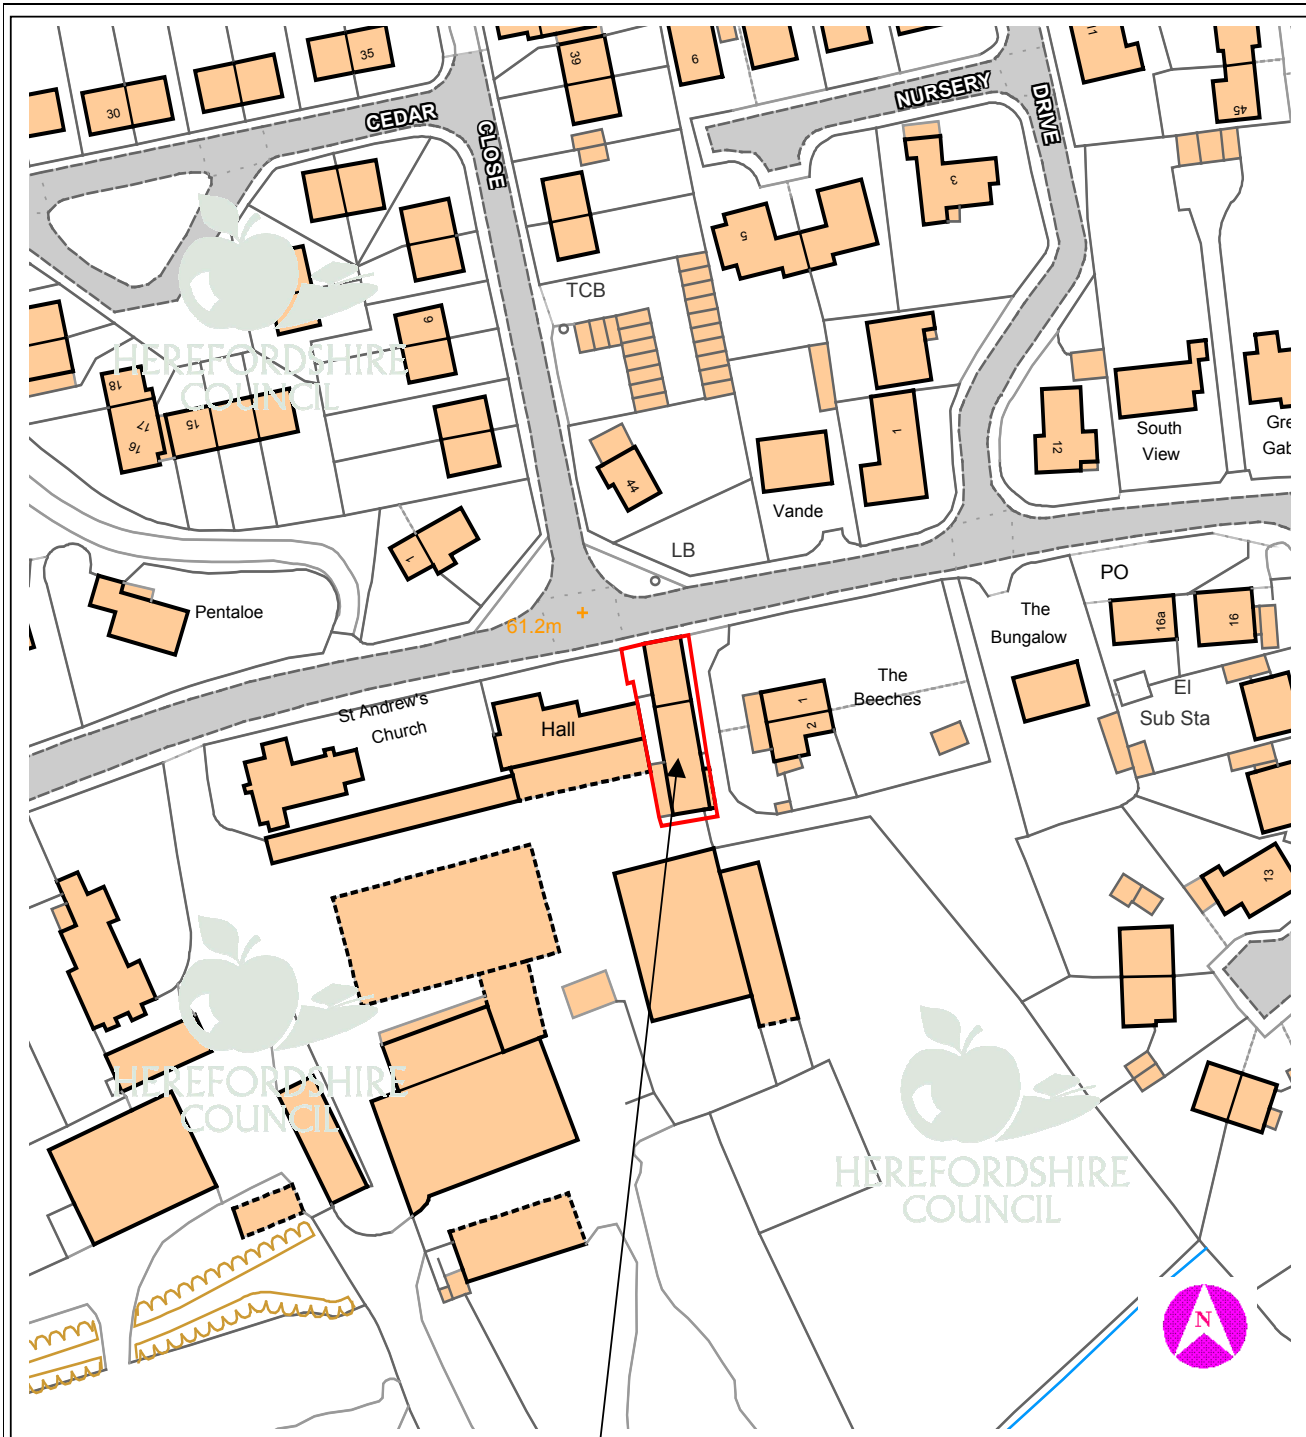 35
39
6
11
45
30
CEDAR
CLOSE
NURSERY
DRIVE
3
5
TCB
9
HEREFORDSHIRE
COUNCIL
18
17
16
15
1
12
South
View
Gre
Gab
44
Vande
1
LB
PO
Pentaloe
61.2m
The
Bungalow
16a
16
The
Beeches
1
2
El
Sub Sta
St Andrew's
Church
Hall
13
HEREFORDSHIRE
COUNCIL
HEREFORDSHIRE
COUNCIL
N